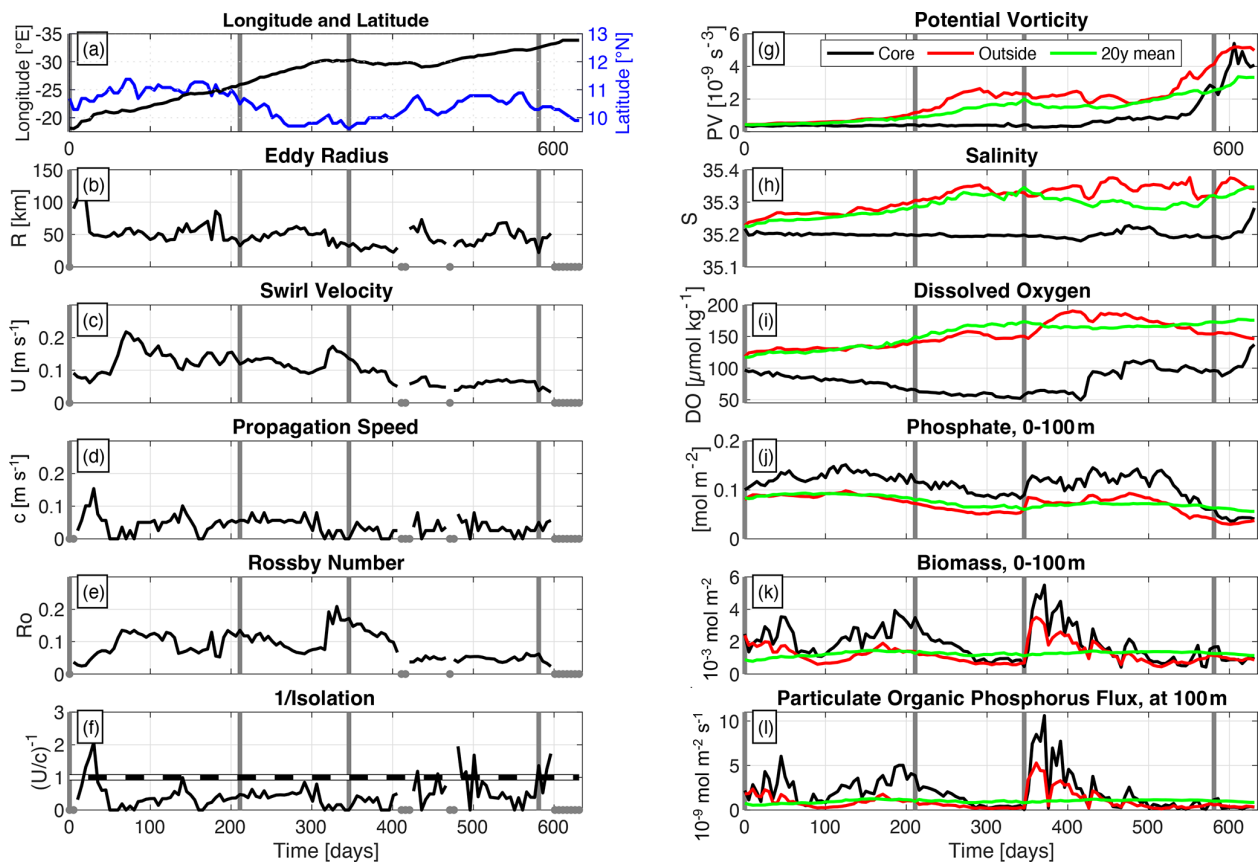 Longitude and Latitude
(a)
Longitude [°E]
-35
-30
-25
-20
13
12
11
10
Latitude [°N]
0
600
Eddy Radius
(b)
R [km]
150
100
50
0
Swirl Velocity
(c)
U [m s⁻¹]
0.2
0.1
0
Propagation Speed
(d)
c [m s⁻¹]
0.2
0.1
0
Rossby Number
(e)
Ro
0.2
0.1
0
1/Isolation
(f)
(U/c)⁻¹
3
2
1
0
0 100 200 300 400 500 600
Time [days]
Potential Vorticity
(g)
Core
Outside
20y mean
PV [10⁻⁹ s⁻³]
6
4
2
0
0
600
Salinity
(h)
S
35.4
35.3
35.2
35.1
Dissolved Oxygen
(i)
DO [µmol kg⁻¹]
200
150
100
50
Phosphate, 0-100m
(j)
[mol m⁻²]
0.2
0.1
0
Biomass, 0-100m
(k)
10⁻³ mol m⁻²
6
4
2
0
Particulate Organic Phosphorus Flux, at 100m
(l)
10⁻⁹ mol m⁻² s⁻¹
10
5
0
0 100 200 300 400 500 600
Time [days]